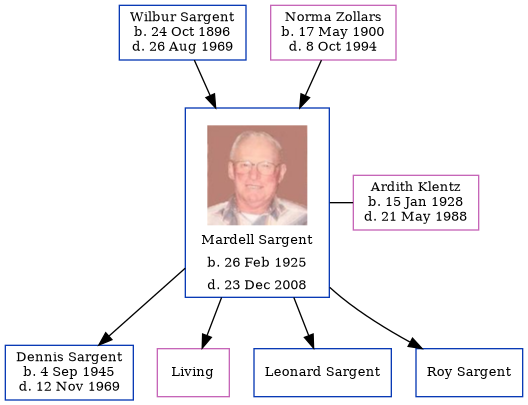 Wilbur Sargent
b. 24 Oct 1896
d. 26 Aug 1969
Norma Zollars
b. 17 May 1900
d. 8 Oct 1994
Mardell Sargent
b. 26 Feb 1925
d. 23 Dec 2008
Ardith Klentz
b. 15 Jan 1928
d. 21 May 1988
Dennis Sargent
b. 4 Sep 1945
d. 12 Nov 1969
Living
Leonard Sargent
Roy Sargent